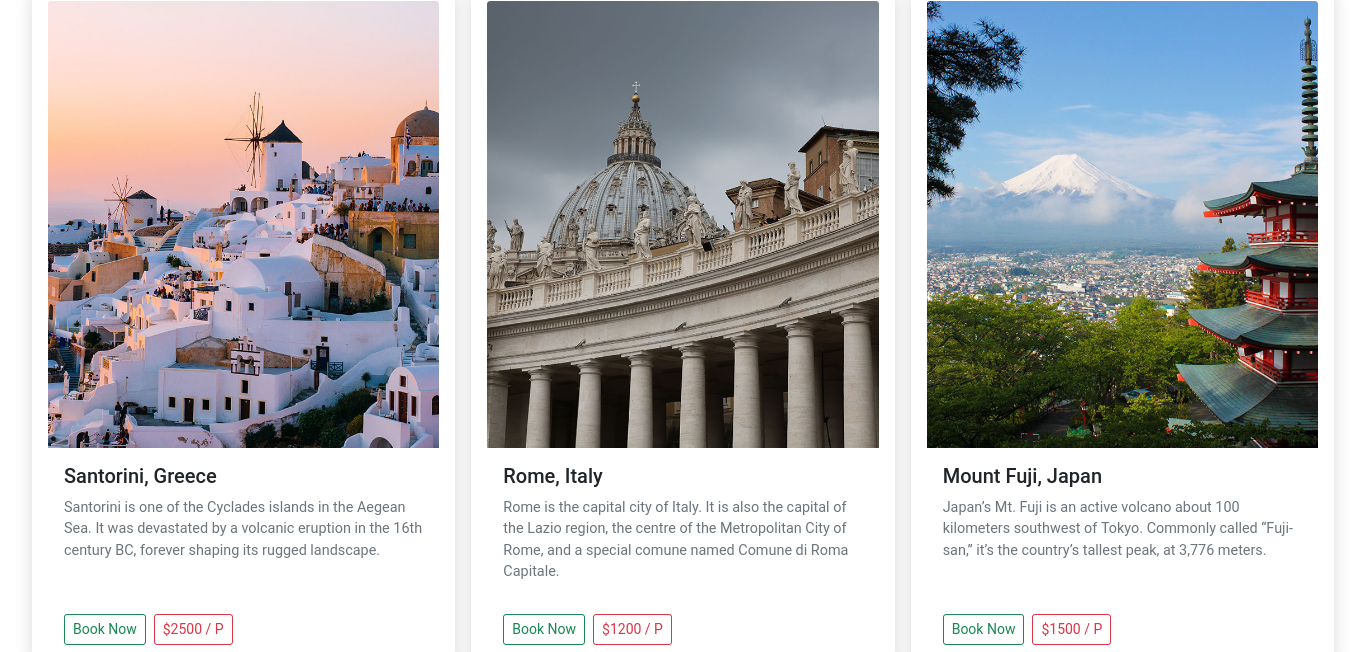 Santorini, Greece
Santorini is one of the Cyclades islands in the Aegean
Sea. It was devastated by a volcanic eruption in the 16th
century BC, forever shaping its rugged landscape.
Book Now
$2500 / P
Rome, Italy
Rome is the capital city of Italy. It is also the capital of
the Lazio region, the centre of the Metropolitan City of
Rome, and a special comune named Comune di Roma
Capitale.
Book Now
$1200 / P
Mount Fuji, Japan
Japan’s Mt. Fuji is an active volcano about 100
kilometers southwest of Tokyo. Commonly called “Fuji-
san,” it’s the country’s tallest peak, at 3,776 meters.
Book Now
$1500 / P